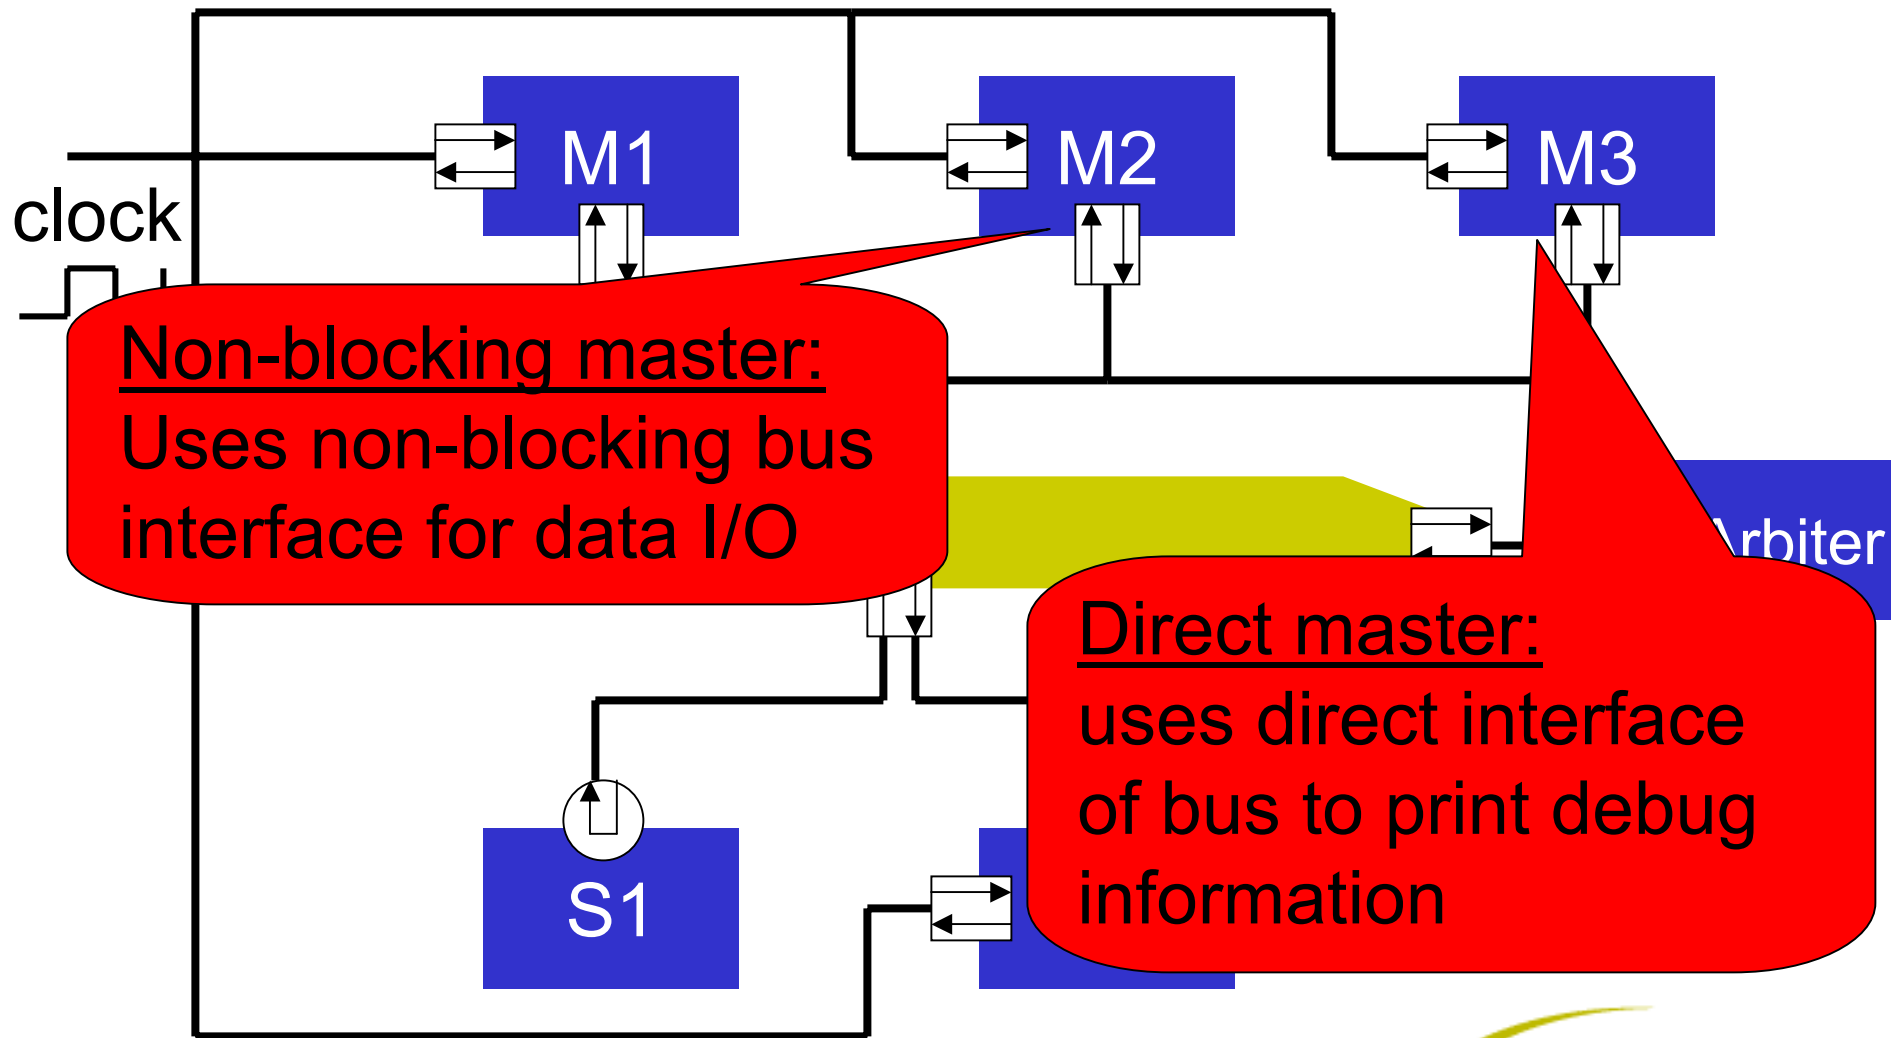 M1
M2
M3
clock
Non-blocking master:
Uses non-blocking bus
interface for data I/O
Arbiter
Direct master:
uses direct interface
of bus to print debug
information
S1